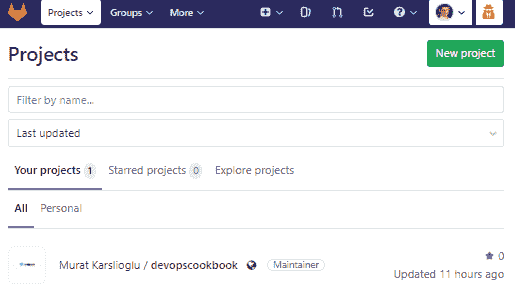 Projects Groups More
Projects
New project
Filter by name...
Last updated
Your projects 1 Starred projects 0 Explore projects
All Personal
Murat Karslioglu / devopscookbook Maintainer 0
Updated 11 hours ago